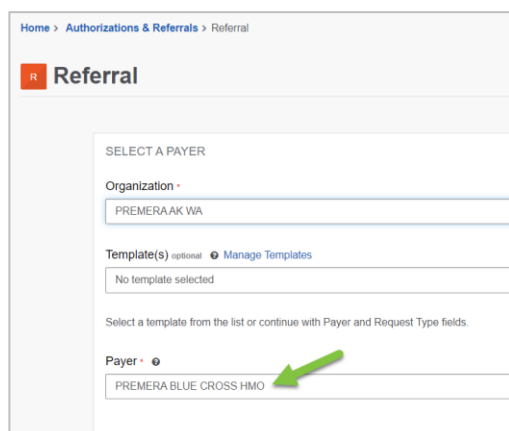 Home > Authorizations & Referrals > Referral
R Referral
SELECT A PAYER
Organization *
PREMERA AK WA
Template(s) optional ? Manage Templates
No template selected
Select a template from the list or continue with Payer and Request Type fields.
Payer * ?
PREMERA BLUE CROSS HMO